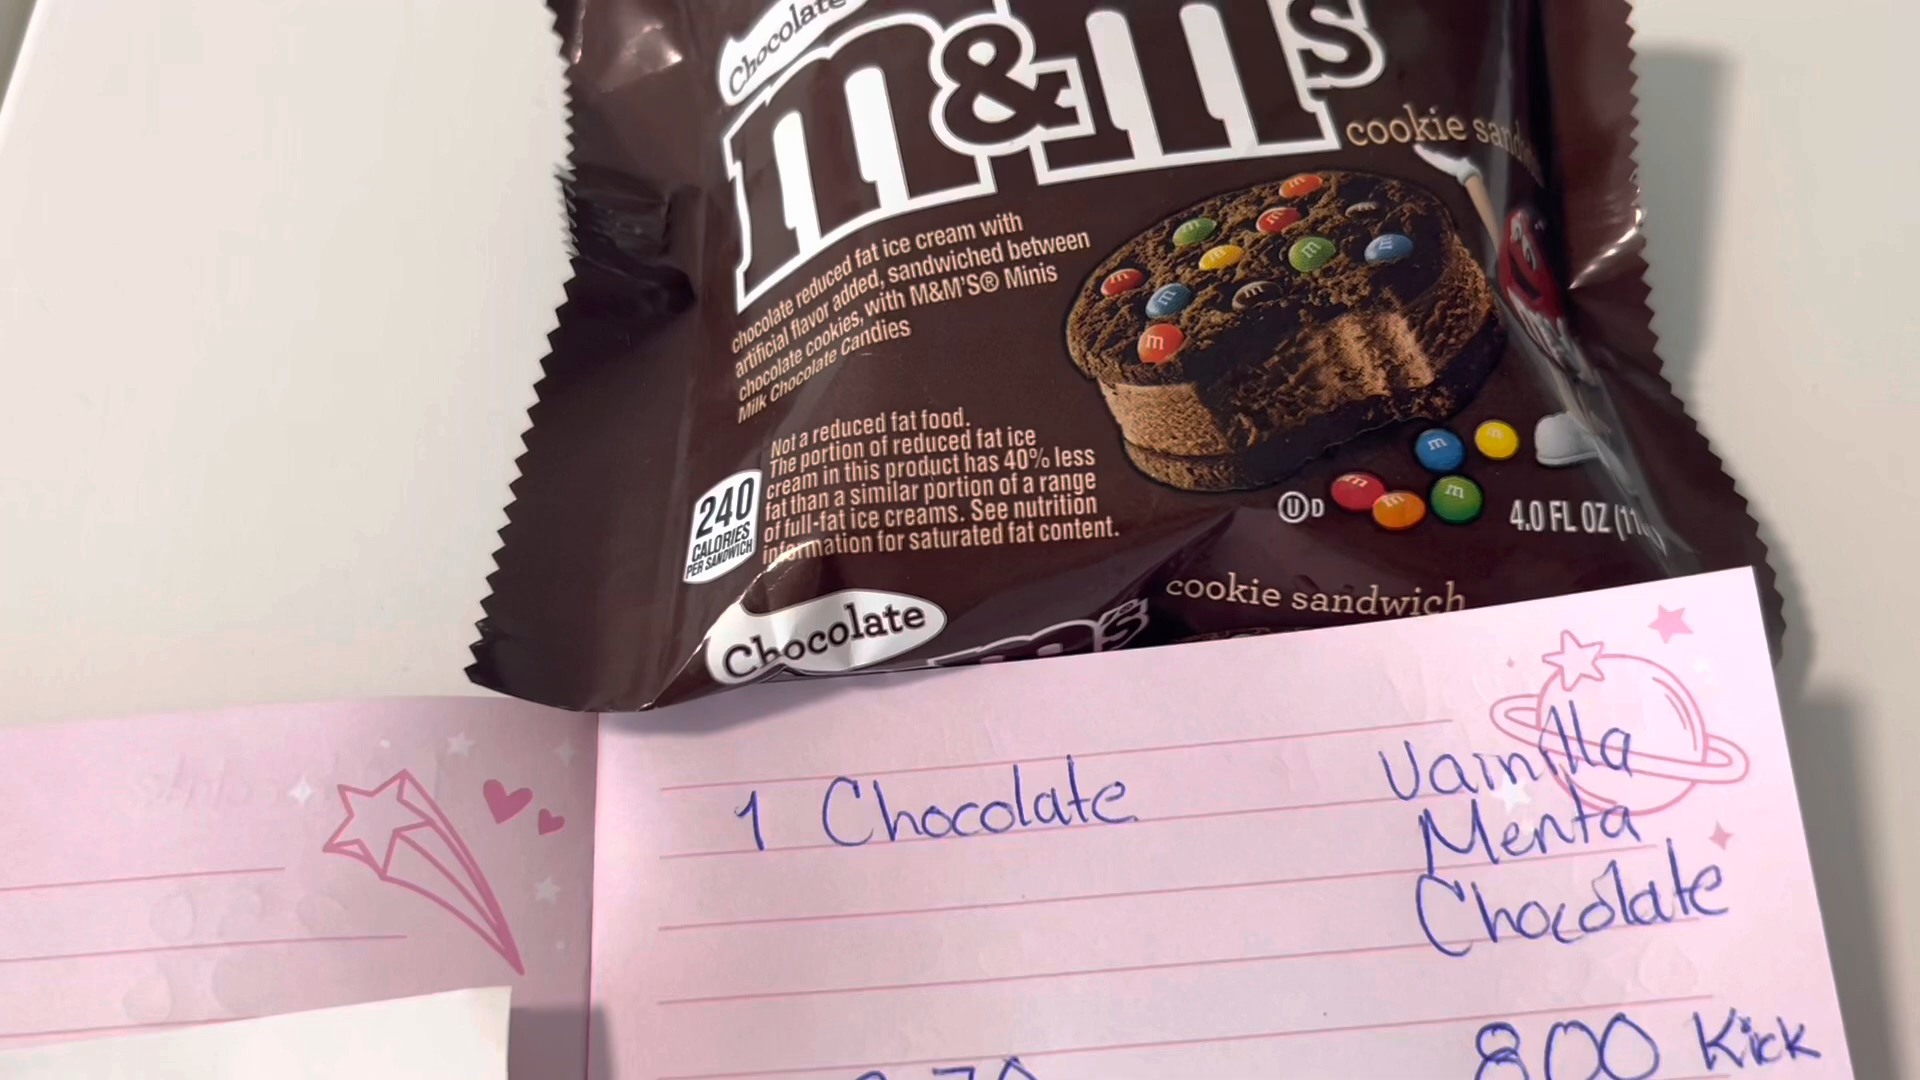 Chocolate
m&m's
cookie
chocolate reduced fat ice cream with
artificial flavor added, sandwiched between
chocolate cookies, with M&M'S® Minis
Milk Chocolate Candies
Not a reduced fat food.
The portion of reduced fat ice
cream in this product has 40% less
fat than a similar portion of a range
of full-fat ice creams. See nutrition
information for saturated fat content.
240
CALORIES
PER SANDWICH
U D
4.0 FL OZ
Chocolate
cookie sandwich
1 Chocolate
Vainilla
Menta
Chocolate
800 Kick